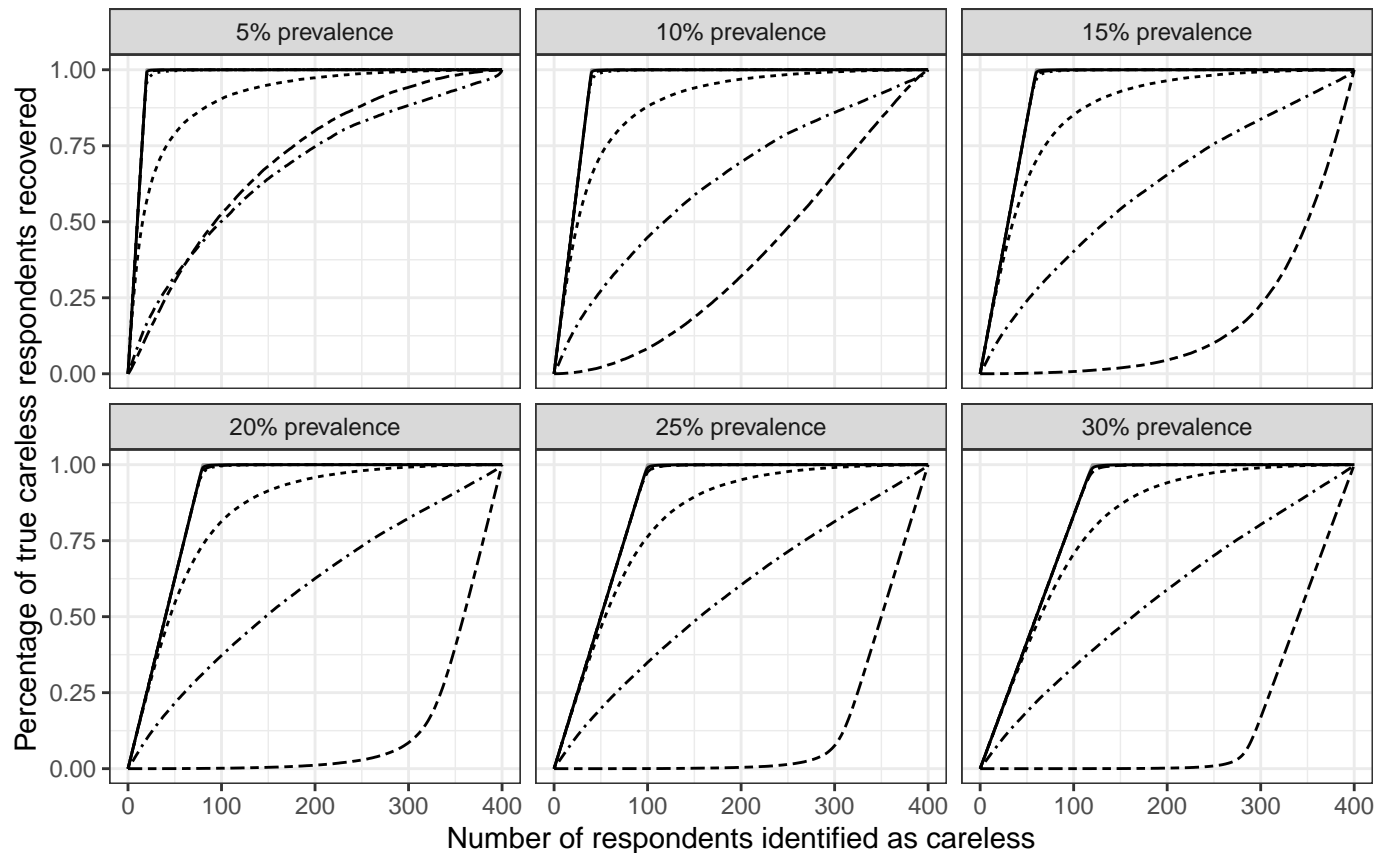 5% prevalence
10% prevalence
15% prevalence
1.00
0.75
0.50
0.25
0.00
20% prevalence
25% prevalence
30% prevalence
1.00
0.75
0.50
0.25
0.00
0 100 200 300 400
0 100 200 300 400
0 100 200 300 400
Number of respondents identified as careless
Percentage of true careless respondents recovered